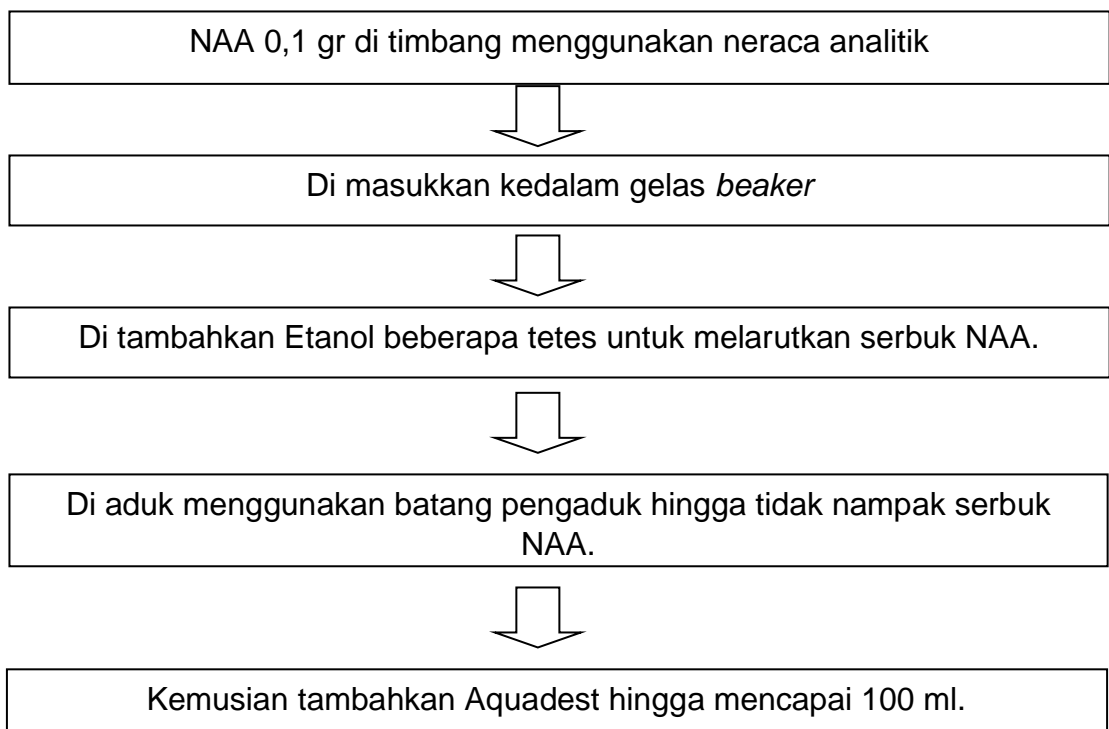 NAA 0,1 gr di timbang menggunakan neraca analitik
Di masukkan kedalam gelas beaker
Di tambahkan Etanol beberapa tetes untuk melarutkan serbuk NAA.
Di aduk menggunakan batang pengaduk hingga tidak nampak serbuk
NAA.
Kemusian tambahkan Aquadest hingga mencapai 100 ml.